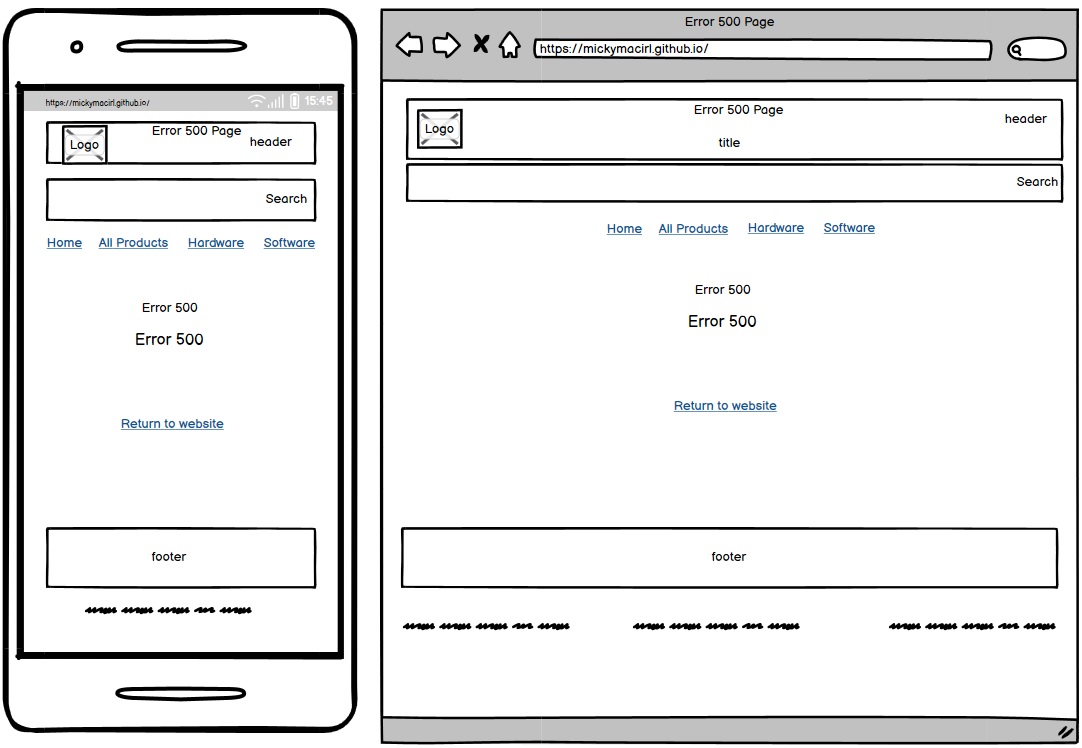 https://mickymacirl.github.io/
15:45
Logo
Error 500 Page
header
Search
Home All Products Hardware Software
Error 500
Error 500
Return to website
footer
Error 500 Page
https://mickymacirl.github.io/
Logo
Error 500 Page
header
title
Search
Home All Products Hardware Software
Error 500
Error 500
Return to website
footer